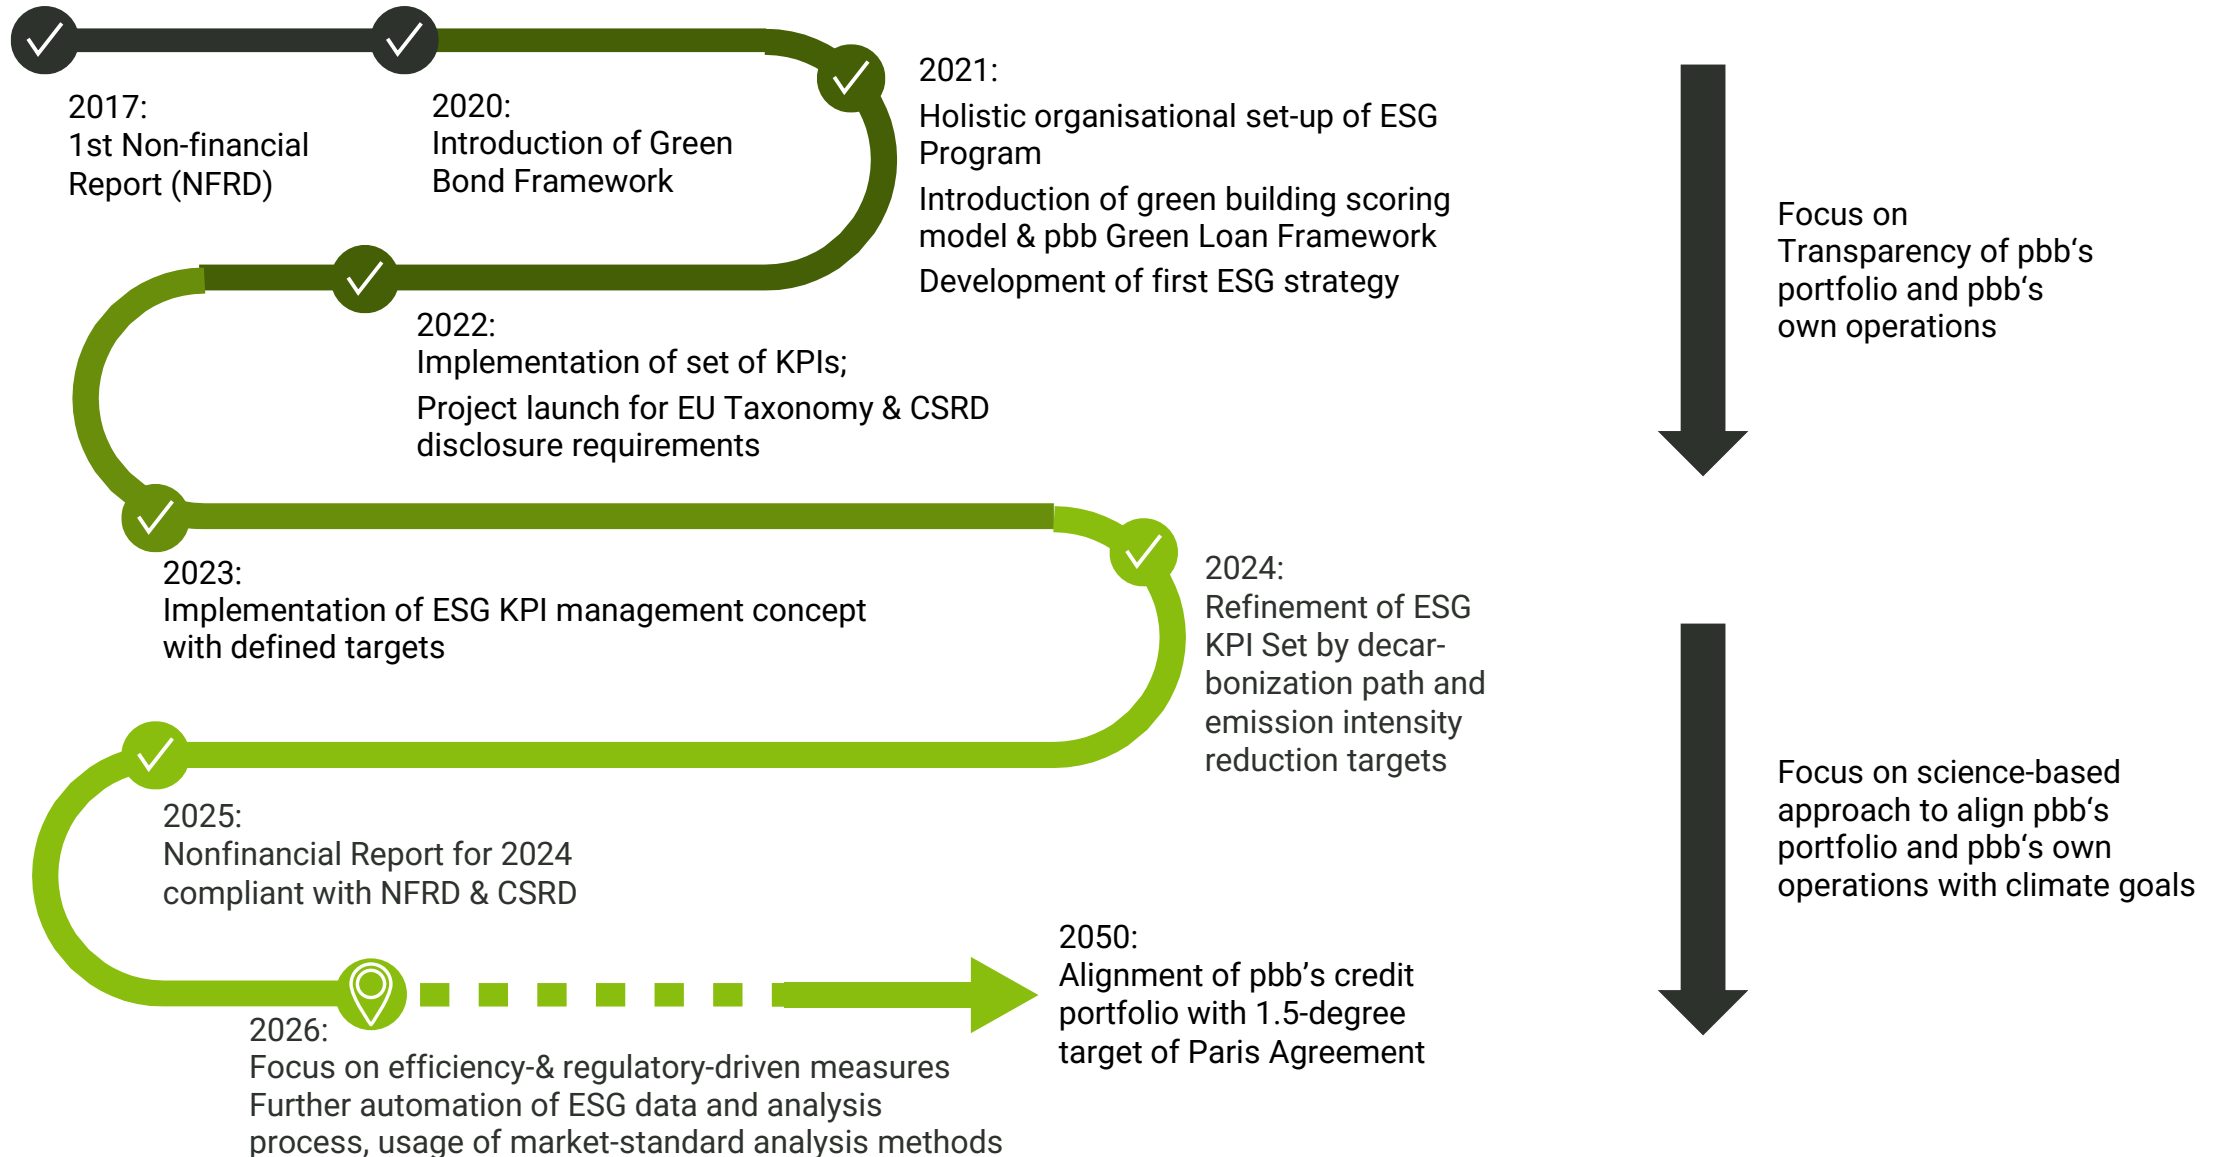 2017:
1st Non-financial
Report (NFRD)
2020:
Introduction of Green
Bond Framework
2021:
Holistic organisational set-up of ESG
Program
Introduction of green building scoring
model & pbb Green Loan Framework
Development of first ESG strategy
Focus on
Transparency of pbb‘s
portfolio and pbb‘s
own operations
2022:
Implementation of set of KPIs;
Project launch for EU Taxonomy & CSRD
disclosure requirements
2023:
Implementation of ESG KPI management concept
with defined targets
2024:
Refinement of ESG
KPI Set by decar-
bonization path and
emission intensity
reduction targets
Focus on science-based
approach to align pbb‘s
portfolio and pbb‘s own
operations with climate goals
2025:
Nonfinancial Report for 2024
compliant with NFRD & CSRD
2026:
Focus on efficiency-& regulatory-driven measures
Further automation of ESG data and analysis
process, usage of market-standard analysis methods
2050:
Alignment of pbb’s credit
portfolio with 1.5-degree
target of Paris Agreement